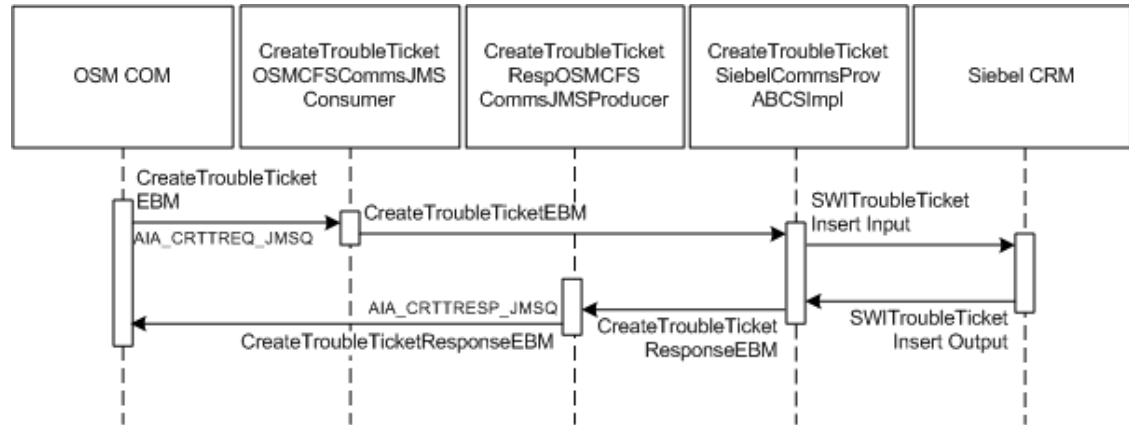 OSM COM
CreateTroubleTicket
OSMCFSCommsJMS
Consumer
CreateTroubleTicket
RespOSMCFS
CommsJMSProducer
CreateTroubleTicket
SiebelCommsProv
ABCSImpl
Siebel CRM
CreateTroubleTicket
EBM
AIA_CRTTREQ_JMSQ
CreateTroubleTicketEBM
SWITroubleTicket
Insert Input
AIA_CRTTRESP_JMSQ
CreateTroubleTicketResponseEBM
CreateTroubleTicket
ResponseEBM
SWITroubleTicket
Insert Output